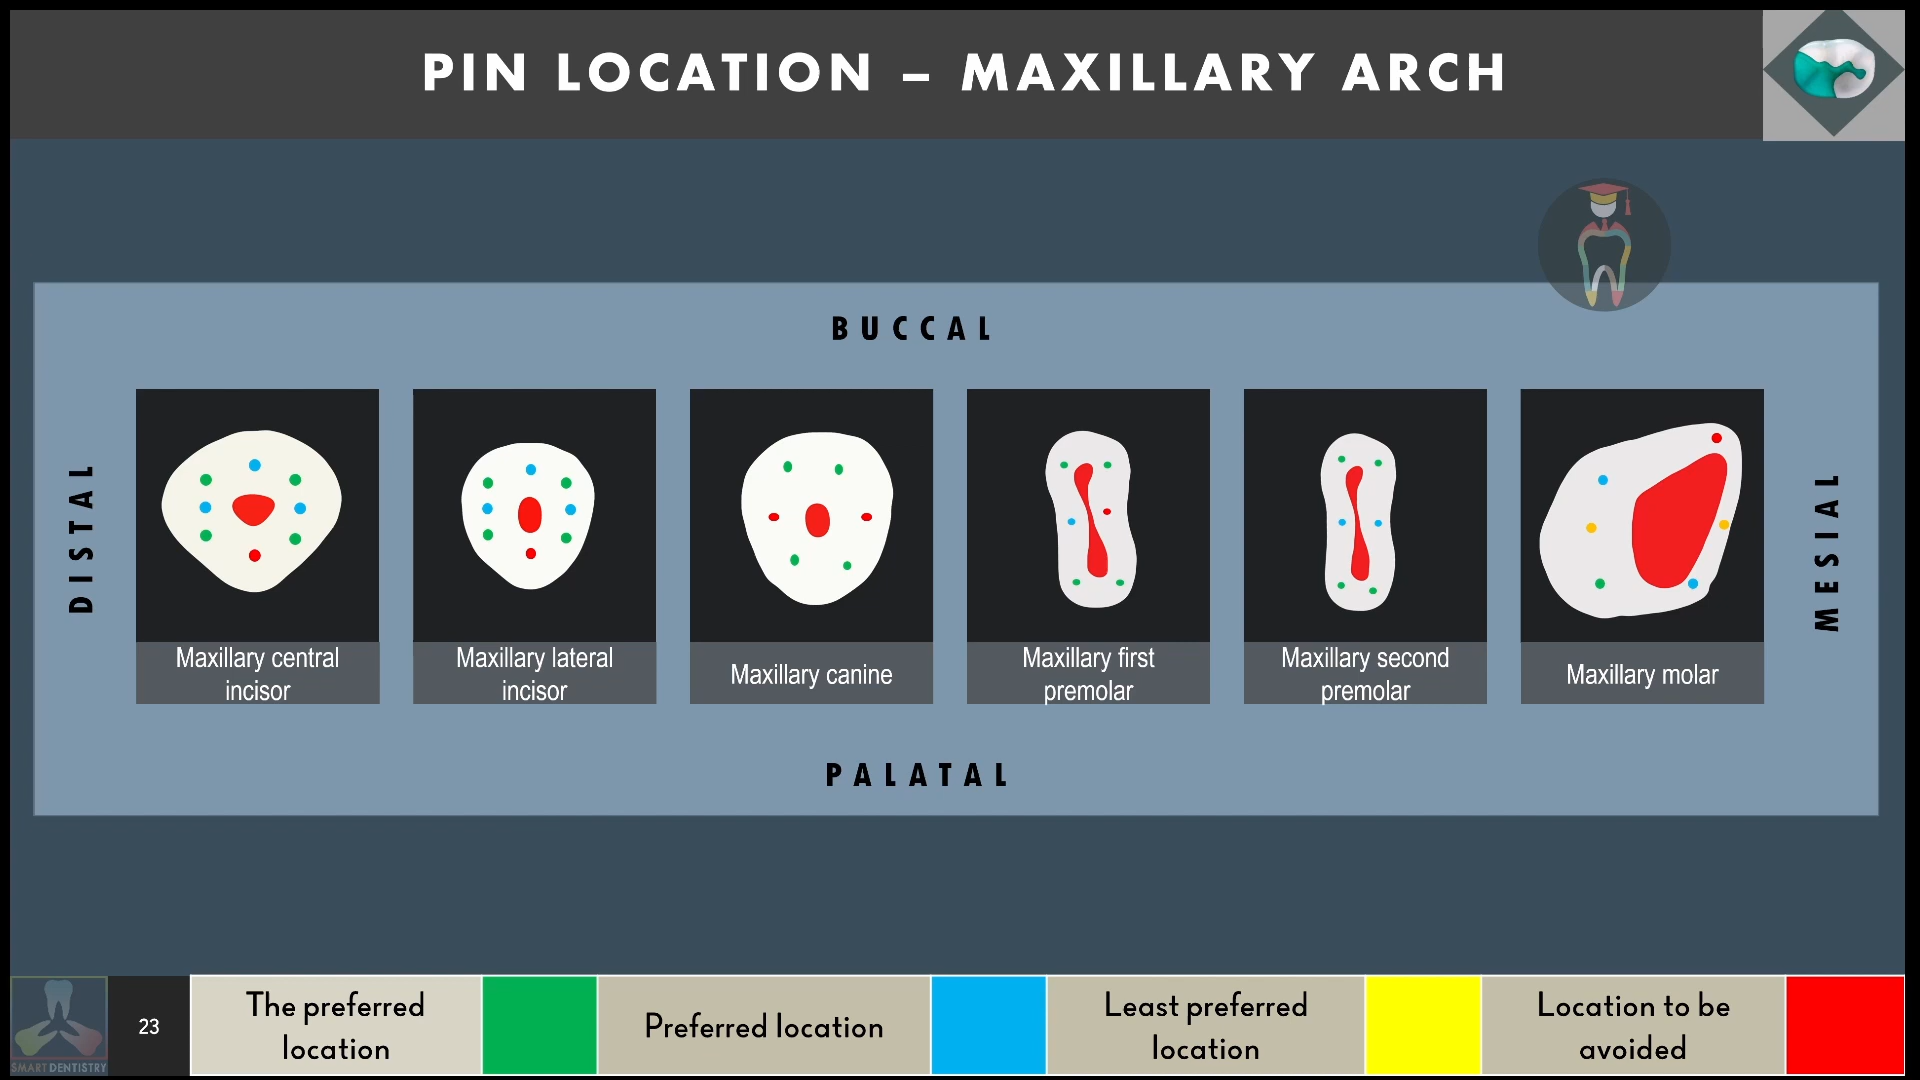 PIN LOCATION – MAXILLARY ARCH
BUCCAL
DISTAL
MESIAL
Maxillary central
incisor
Maxillary lateral
incisor
Maxillary canine
Maxillary first
premolar
Maxillary second
premolar
Maxillary molar
PALATAL
SMART DENTISTRY
23
The preferred
location
Preferred location
Least preferred
location
Location to be
avoided